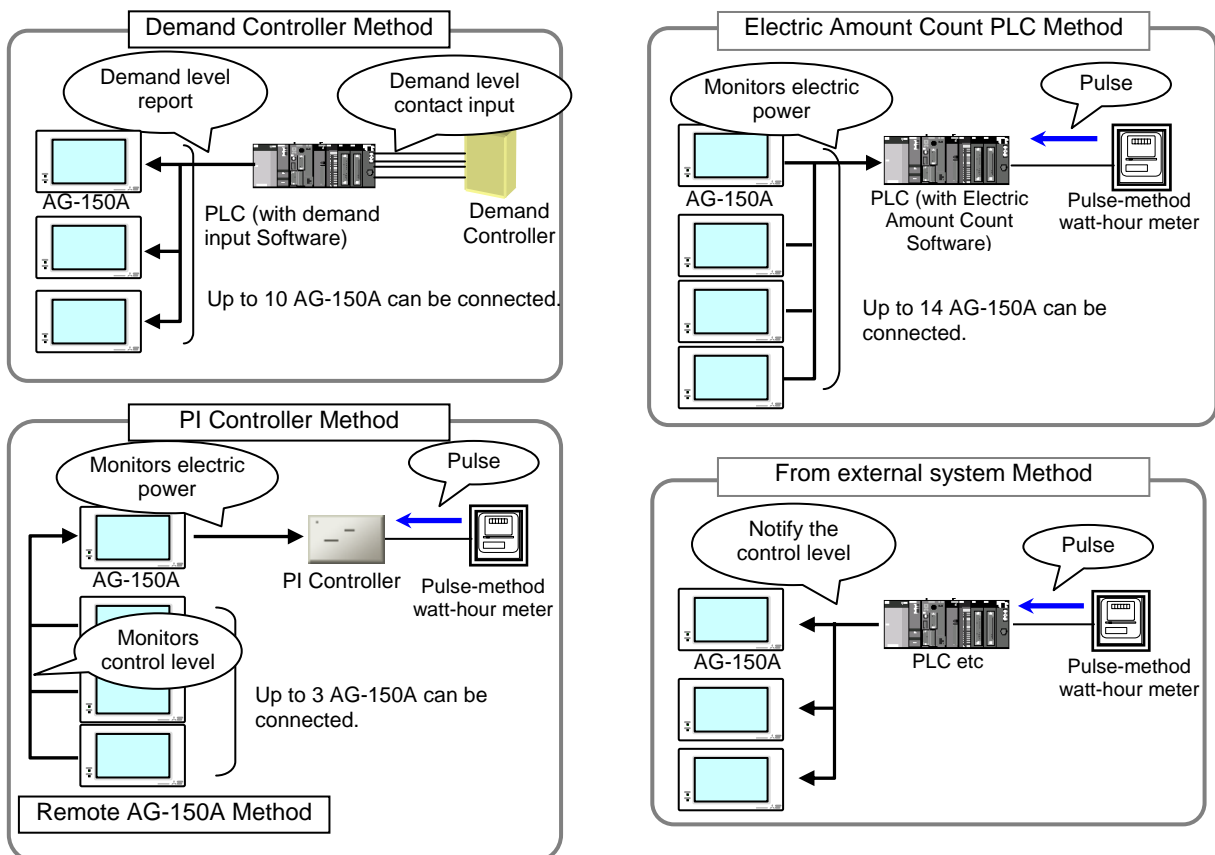 Demand Controller Method
Demand level
report
Demand level
contact input
AG-150A
PLC (with demand
input Software)
Demand
Controller
Up to 10 AG-150A can be connected.
Electric Amount Count PLC Method
Monitors electric
power
Pulse
AG-150A
PLC (with Electric
Amount Count
Software)
Pulse-method
watt-hour meter
Up to 14 AG-150A can be
connected.
PI Controller Method
Monitors electric
power
Pulse
AG-150A
PI Controller
Pulse-method
watt-hour meter
Monitors
control level
Up to 3 AG-150A can be
connected.
Remote AG-150A Method
From external system Method
Notify the
control level
Pulse
AG-150A
PLC etc
Pulse-method
watt-hour meter